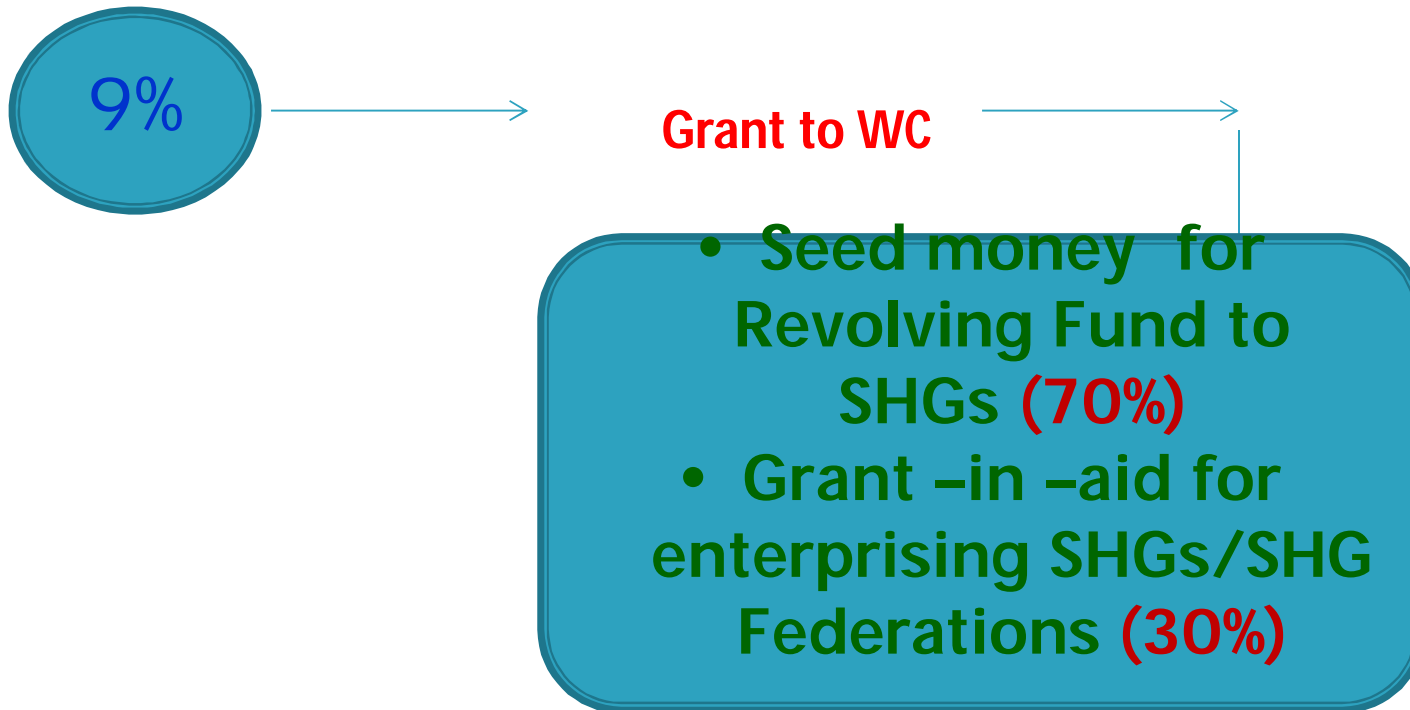 9%
Grant to WC
• Seed money for
Revolving Fund to
SHGs (70%)
• Grant –in –aid for
enterprising SHGs/SHG
Federations (30%)